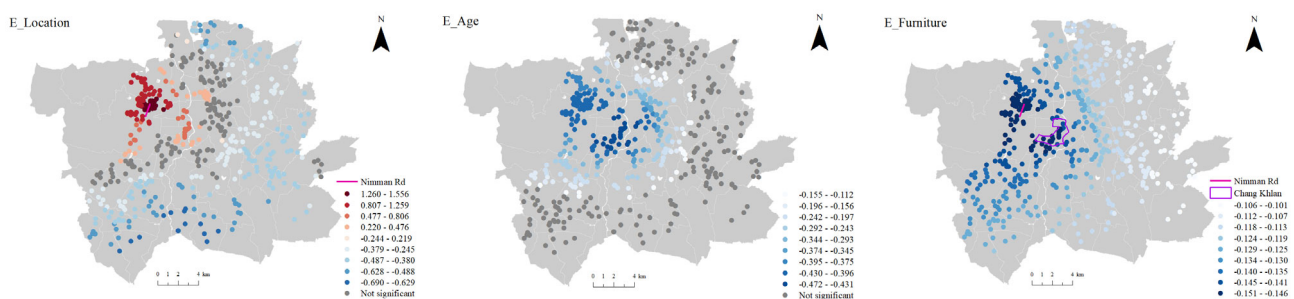 E_Location
N
Nimman Rd
1.260 - 1.556
0.807 - 1.259
0.477 - 0.806
0.220 - 0.476
-0.244 - 0.219
-0.379 - -0.245
-0.487 - -0.380
-0.628 - -0.488
-0.690 - -0.629
Not significant
0 1 2 4 km
E_Age
N
-0.155 - -0.112
-0.196 - -0.156
-0.242 - -0.197
-0.292 - -0.243
-0.344 - -0.293
-0.374 - -0.345
-0.395 - -0.375
-0.430 - -0.396
-0.472 - -0.431
Not significant
0 1 2 4 km
E_Furniture
N
Nimman Rd
Chang Khlan
-0.106 - -0.101
-0.112 - -0.107
-0.118 - -0.113
-0.124 - -0.119
-0.129 - -0.125
-0.134 - -0.130
-0.140 - -0.135
-0.145 - -0.141
-0.151 - -0.146
0 1 2 4 km